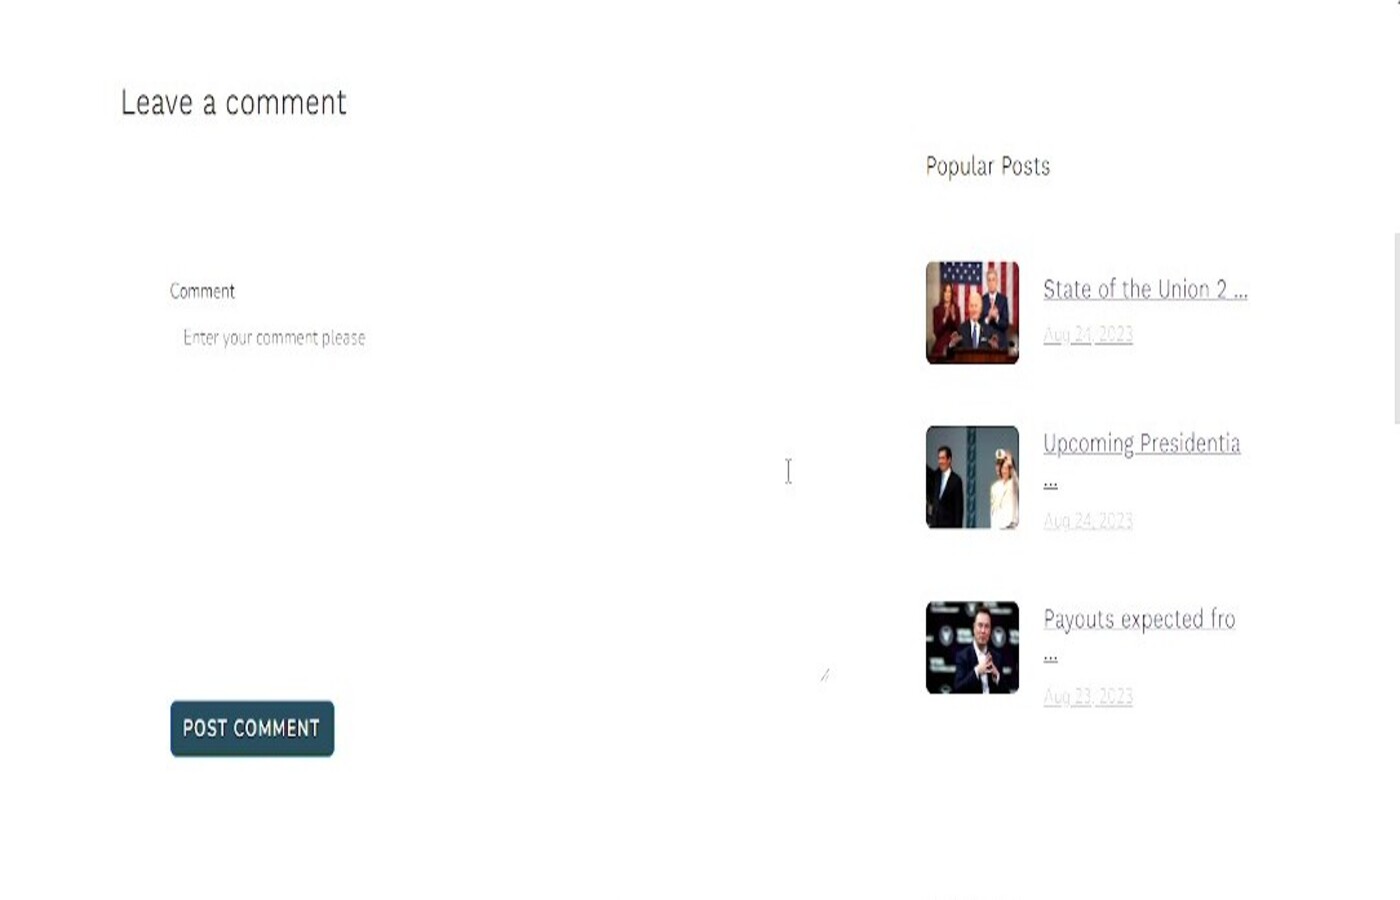 Leave a comment
Popular Posts
Comment
Enter your comment please
State of the Union 2 ...
Aug 24, 2023
Upcoming Presidentia
...
Aug 24, 2023
Payouts expected fro
...
Aug 23, 2023
POST COMMENT